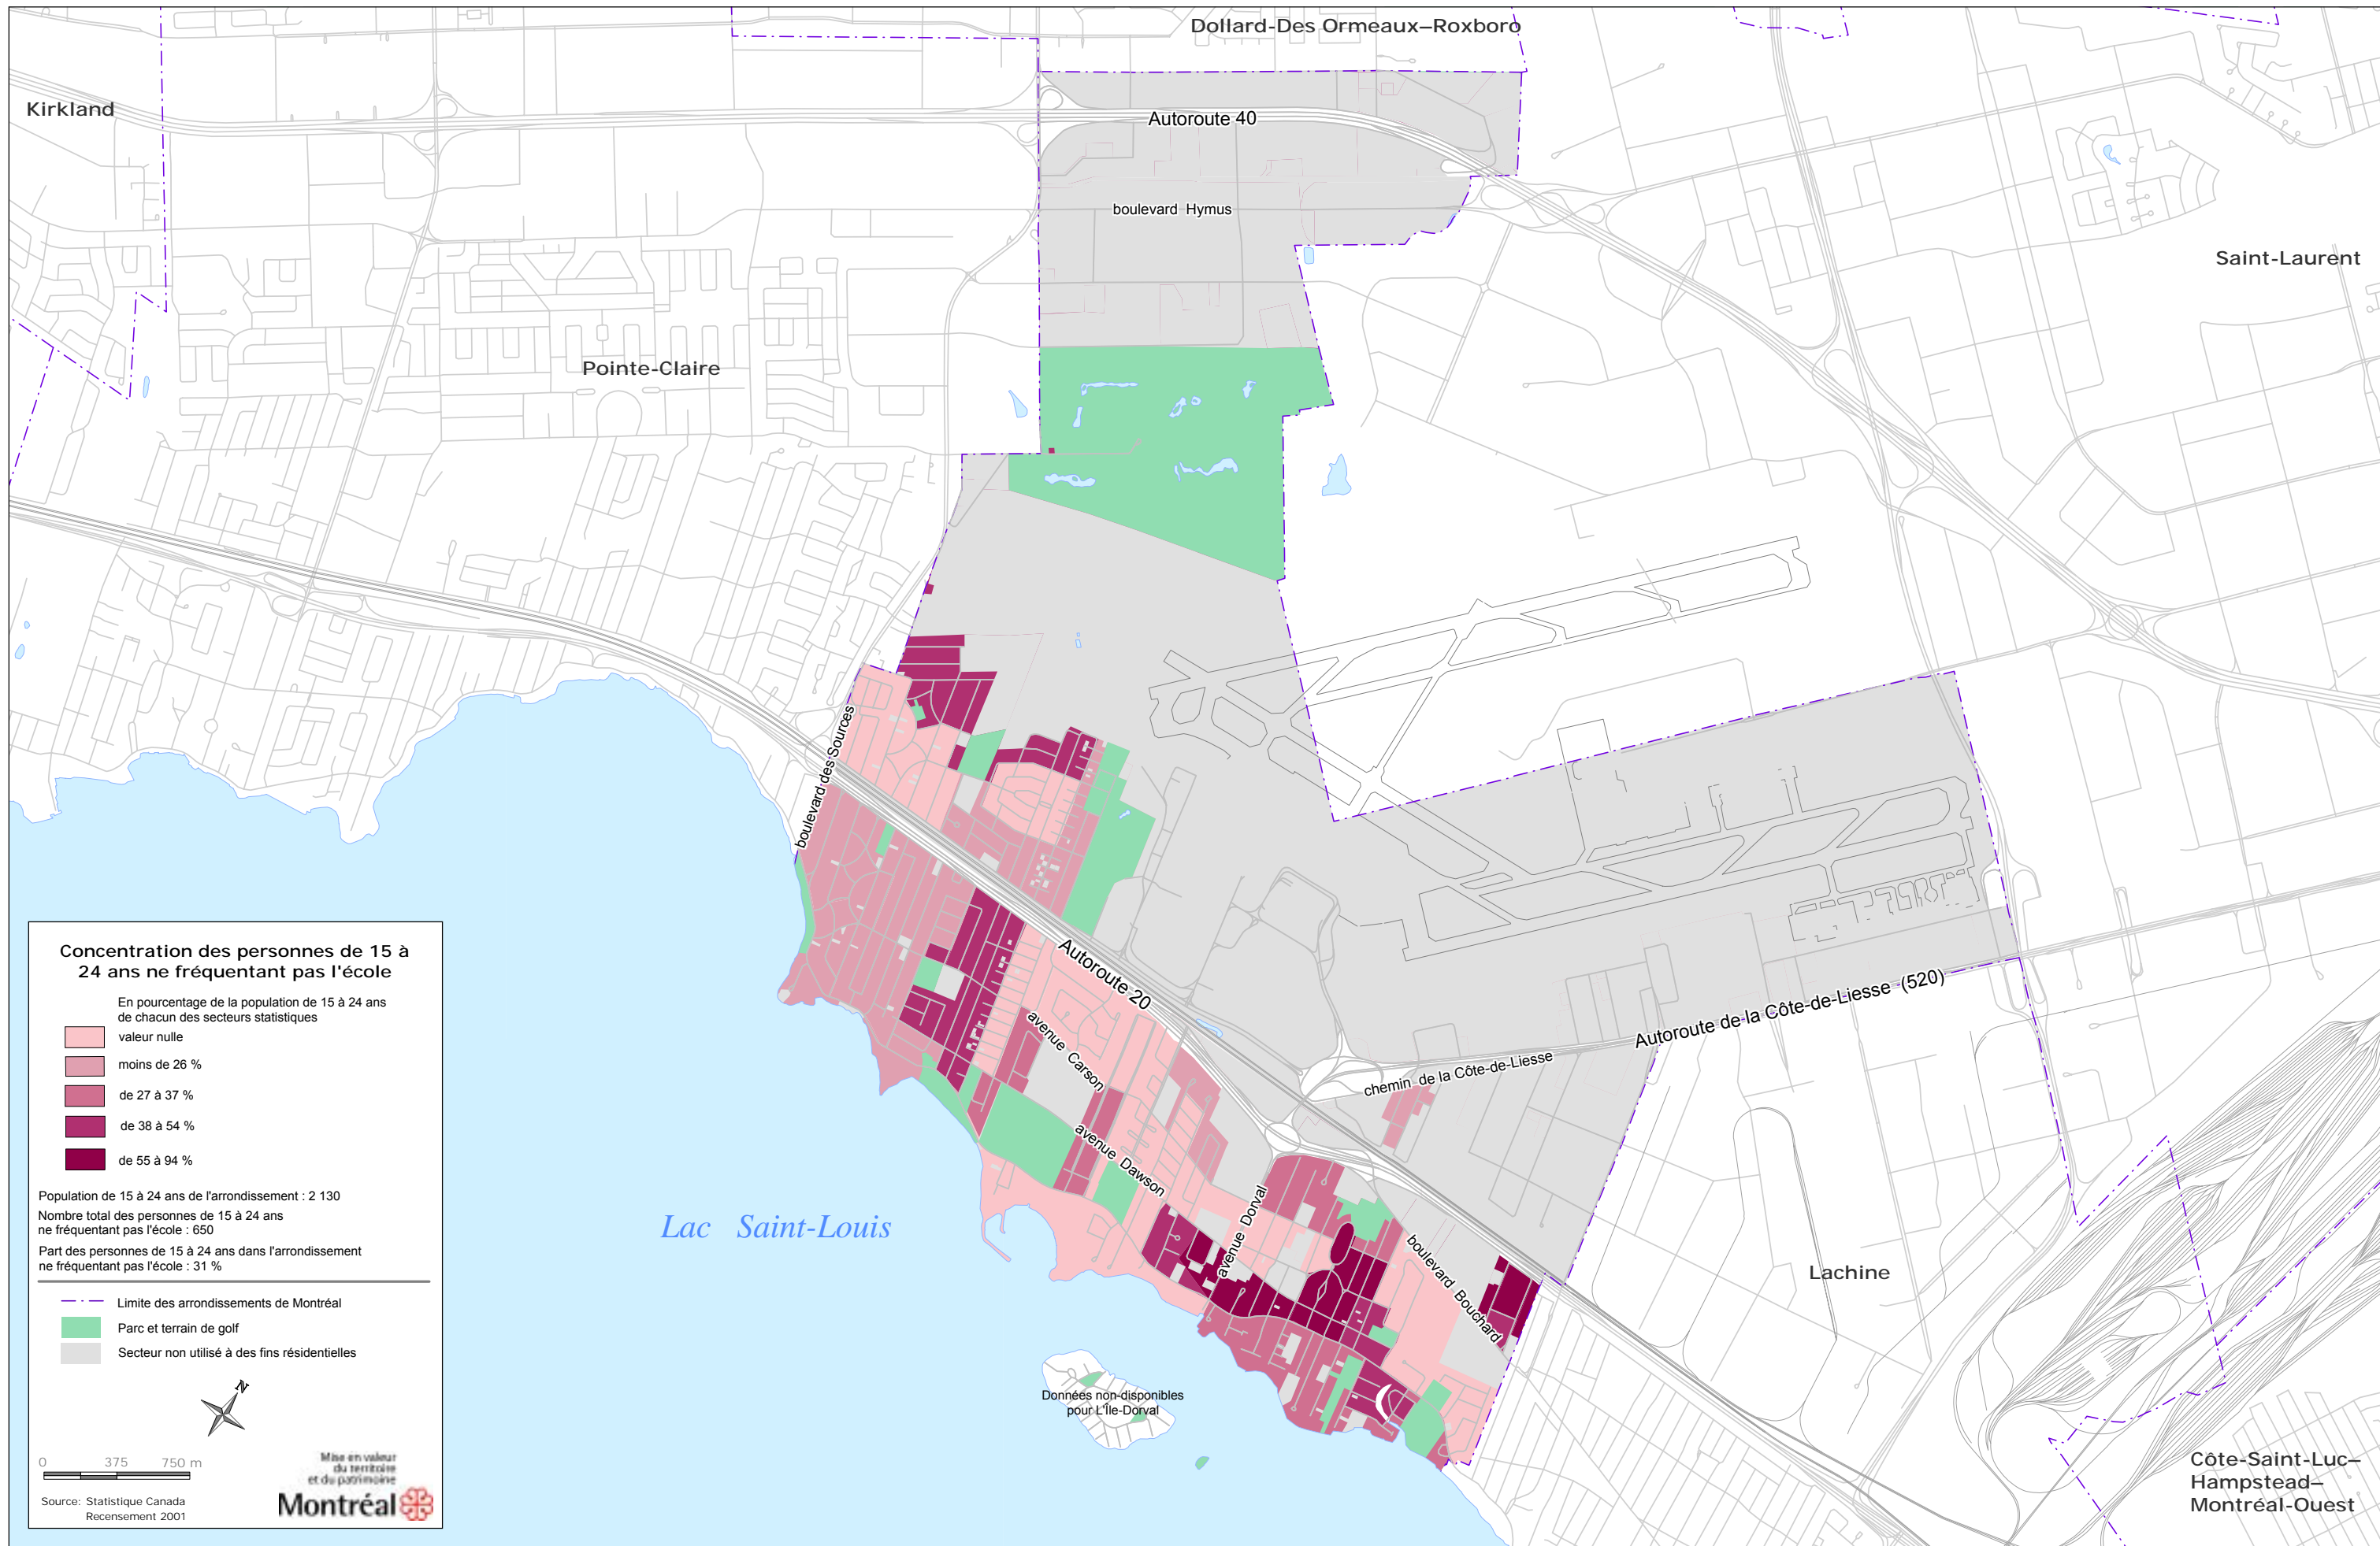 Dollard-Des Ormeaux–Roxboro
Kirkland
Autoroute 40
boulevard Hymus
Saint-Laurent
Pointe-Claire
boulevard des Sources
Autoroute 20
avenue Carson
avenue Dawson
avenue Dorval
boulevard Bouchard
chemin de la Côte-de-Liesse
Autoroute de la Côte-de-Liesse (520)
Lachine
Lac Saint-Louis
Données non-disponibles
pour L'Île-Dorval
Côte-Saint-Luc–
Hampstead–
Montréal-Ouest
Concentration des personnes de 15 à
24 ans ne fréquentant pas l'école
En pourcentage de la population de 15 à 24 ans
de chacun des secteurs statistiques
valeur nulle
moins de 26 %
de 27 à 37 %
de 38 à 54 %
de 55 à 94 %
Population de 15 à 24 ans de l'arrondissement : 2 130
Nombre total des personnes de 15 à 24 ans
ne fréquentant pas l'école : 650
Part des personnes de 15 à 24 ans dans l'arrondissement
ne fréquentant pas l'école : 31 %
Limite des arrondissements de Montréal
Parc et terrain de golf
Secteur non utilisé à des fins résidentielles
N
0 375 750 m
Source: Statistique Canada
Recensement 2001
Mise en valeur
du territoire
et du patrimoine
Montréal